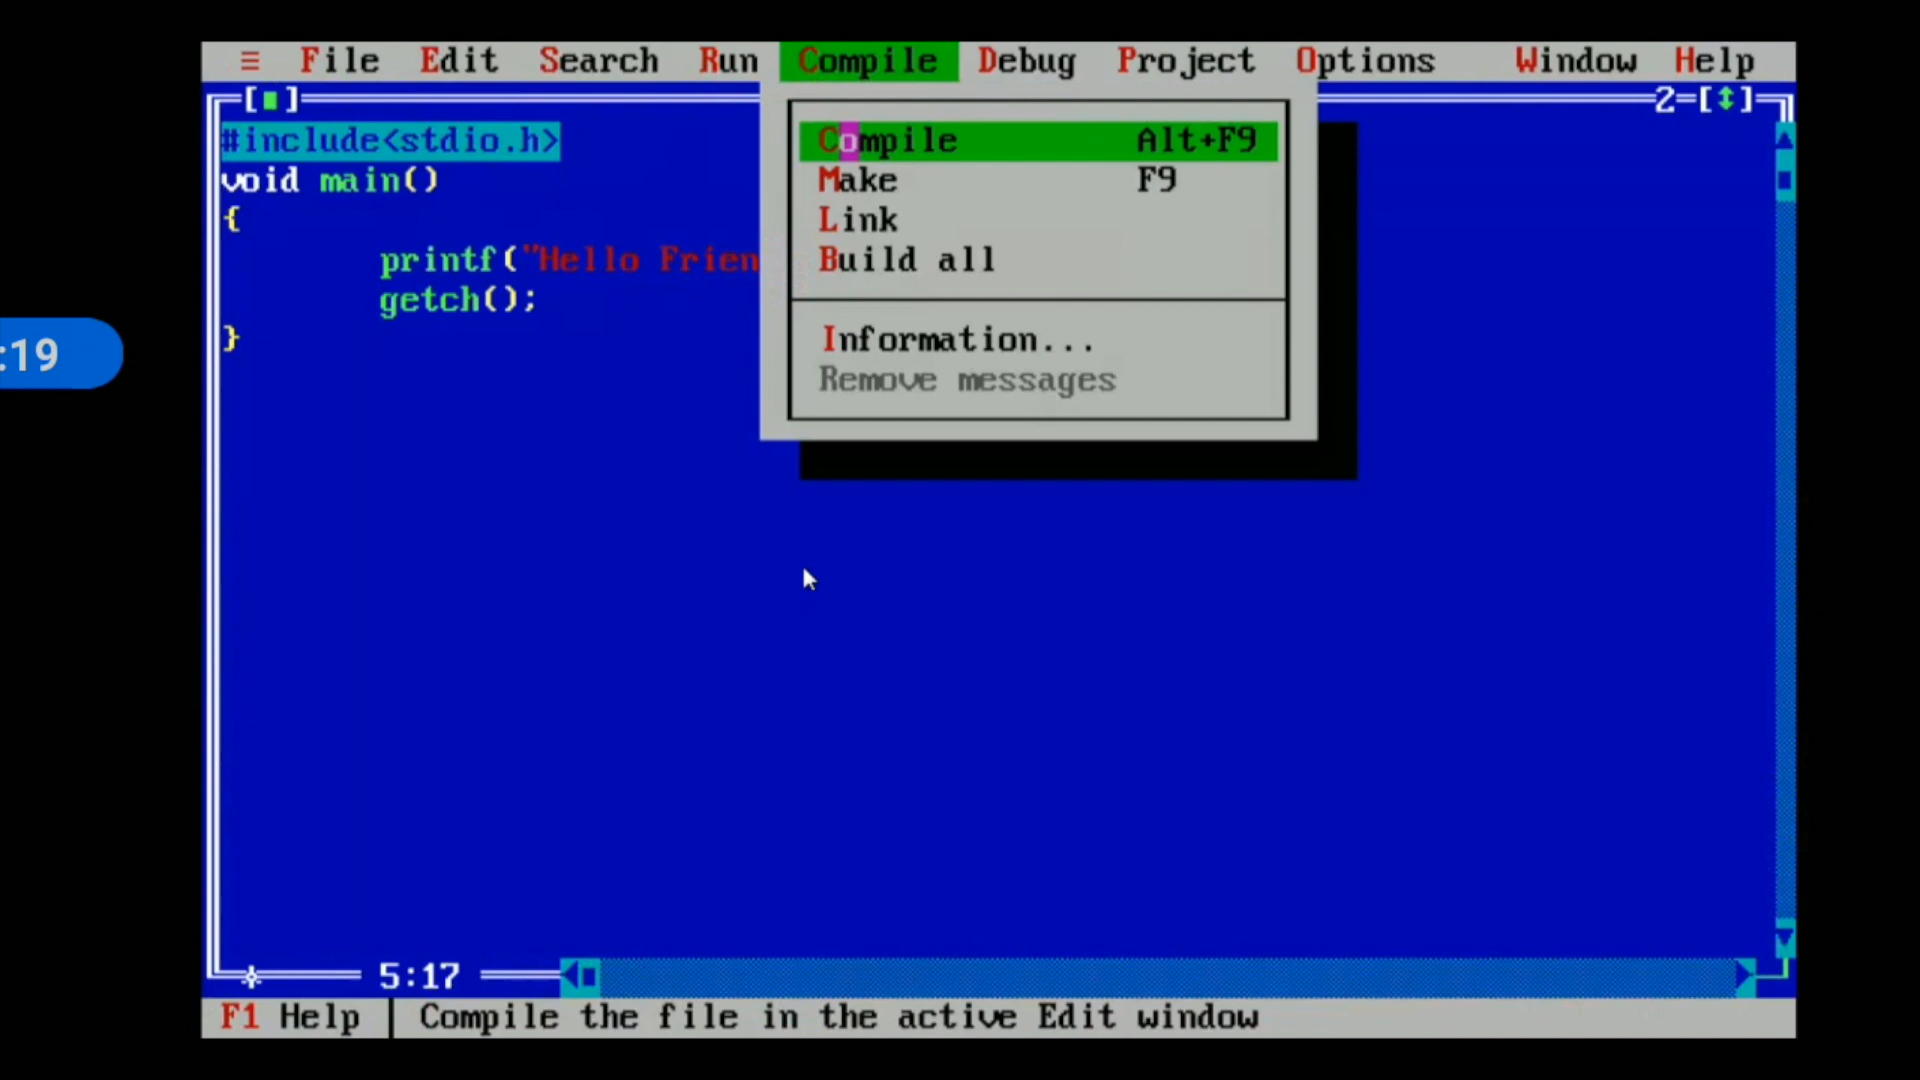 ≡ File Edit Search Run Compile Debug Project Options Window Help
[■] 2=[↕]
#include<stdio.h>
void main()
{
printf("Hello Frien
getch();
}
Compile Alt+F9
Make F9
Link
Build all
Information...
Remove messages
:19
5:17
F1 Help | Compile the file in the active Edit window